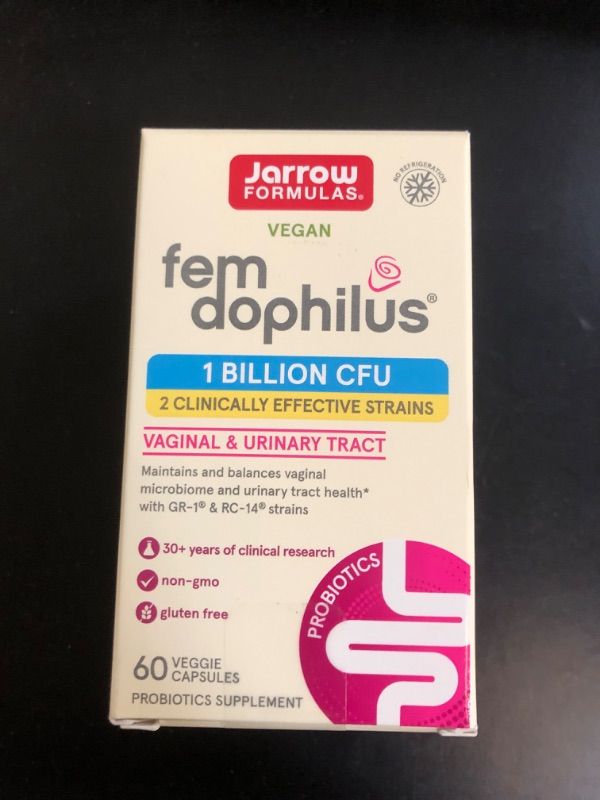 Jarrow
FORMULAS®
NO REFRIGERATION
VEGAN
fem
dophilus®
1 BILLION CFU
2 CLINICALLY EFFECTIVE STRAINS
VAGINAL & URINARY TRACT
Maintains and balances vaginal
microbiome and urinary tract health*
with GR-1® & RC-14® strains
30+ years of clinical research
non-gmo
gluten free
PROBIOTICS
60 VEGGIE
CAPSULES
PROBIOTICS SUPPLEMENT